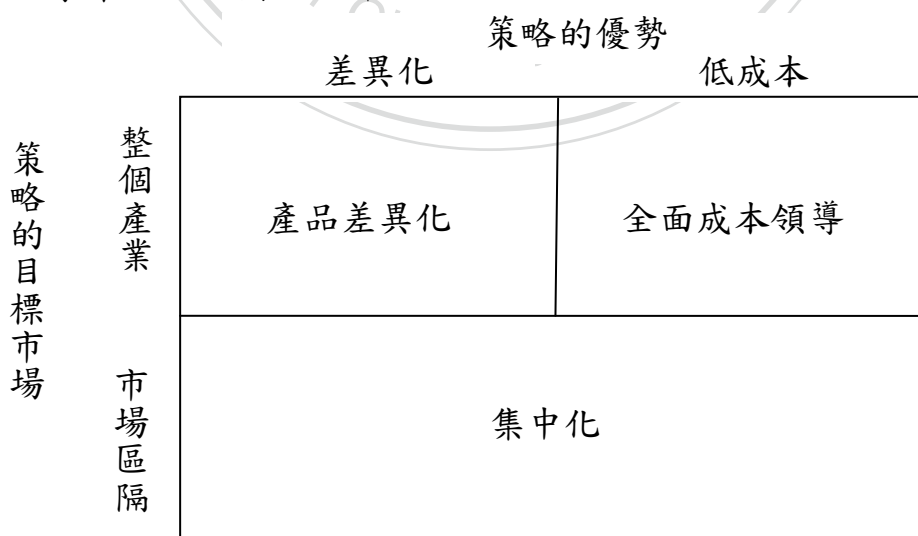 策略的優勢
差異化
低成本
策略的目標市場
整個產業
產品差異化
全面成本領導
市場區隔
集中化